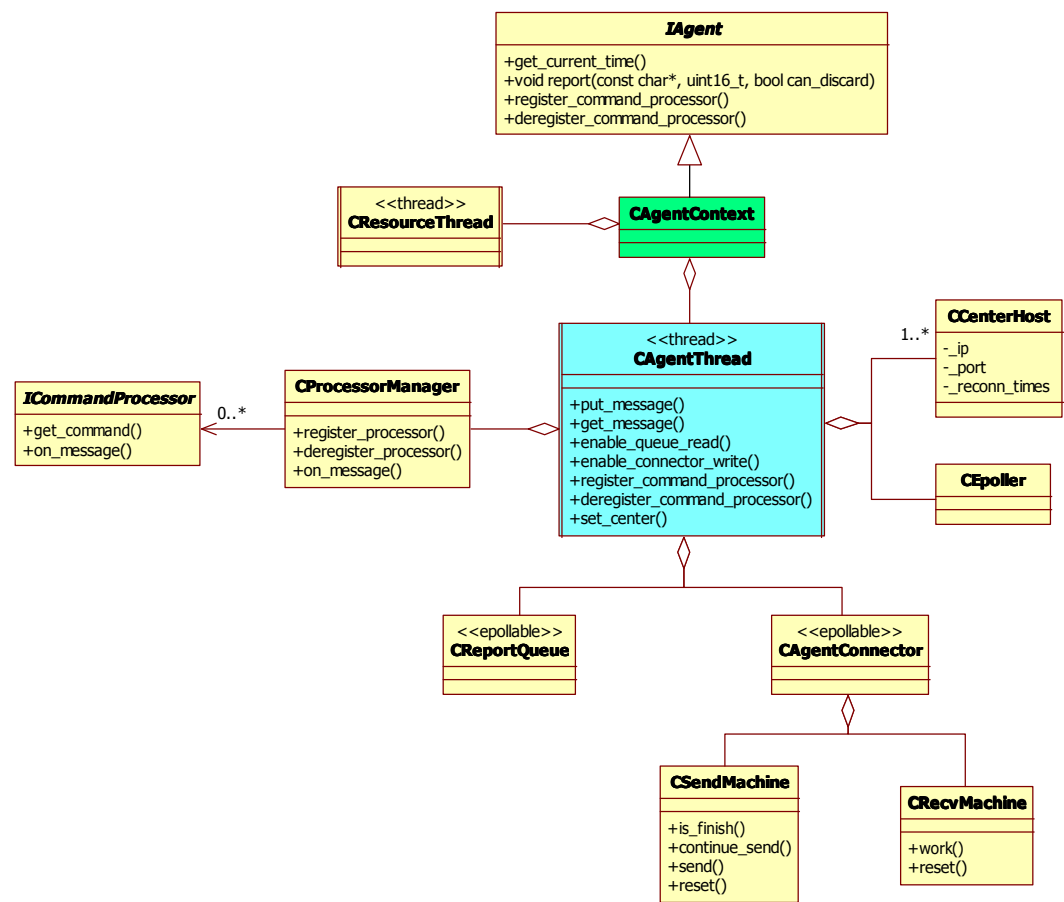 IAgent
+get_current_time()
+void report(const char*, uint16_t, bool can_discard)
+register_command_processor()
+deregister_command_processor()
<<thread>>
CResourceThread
CAgentContext
<<thread>>
CAgentThread
+put_message()
+get_message()
+enable_queue_read()
+enable_connector_write()
+register_command_processor()
+deregister_command_processor()
+set_center()
1..*
CCenterHost
-_ip
-_port
-_reconn_times
ICommandProcessor
+get_command()
+on_message()
0..*
CProcessorManager
+register_processor()
+deregister_processor()
+on_message()
CEpoller
<<epollable>>
CReportQueue
<<epollable>>
CAgentConnector
CSendMachine
+is_finish()
+continue_send()
+send()
+reset()
CRecvMachine
+work()
+reset()